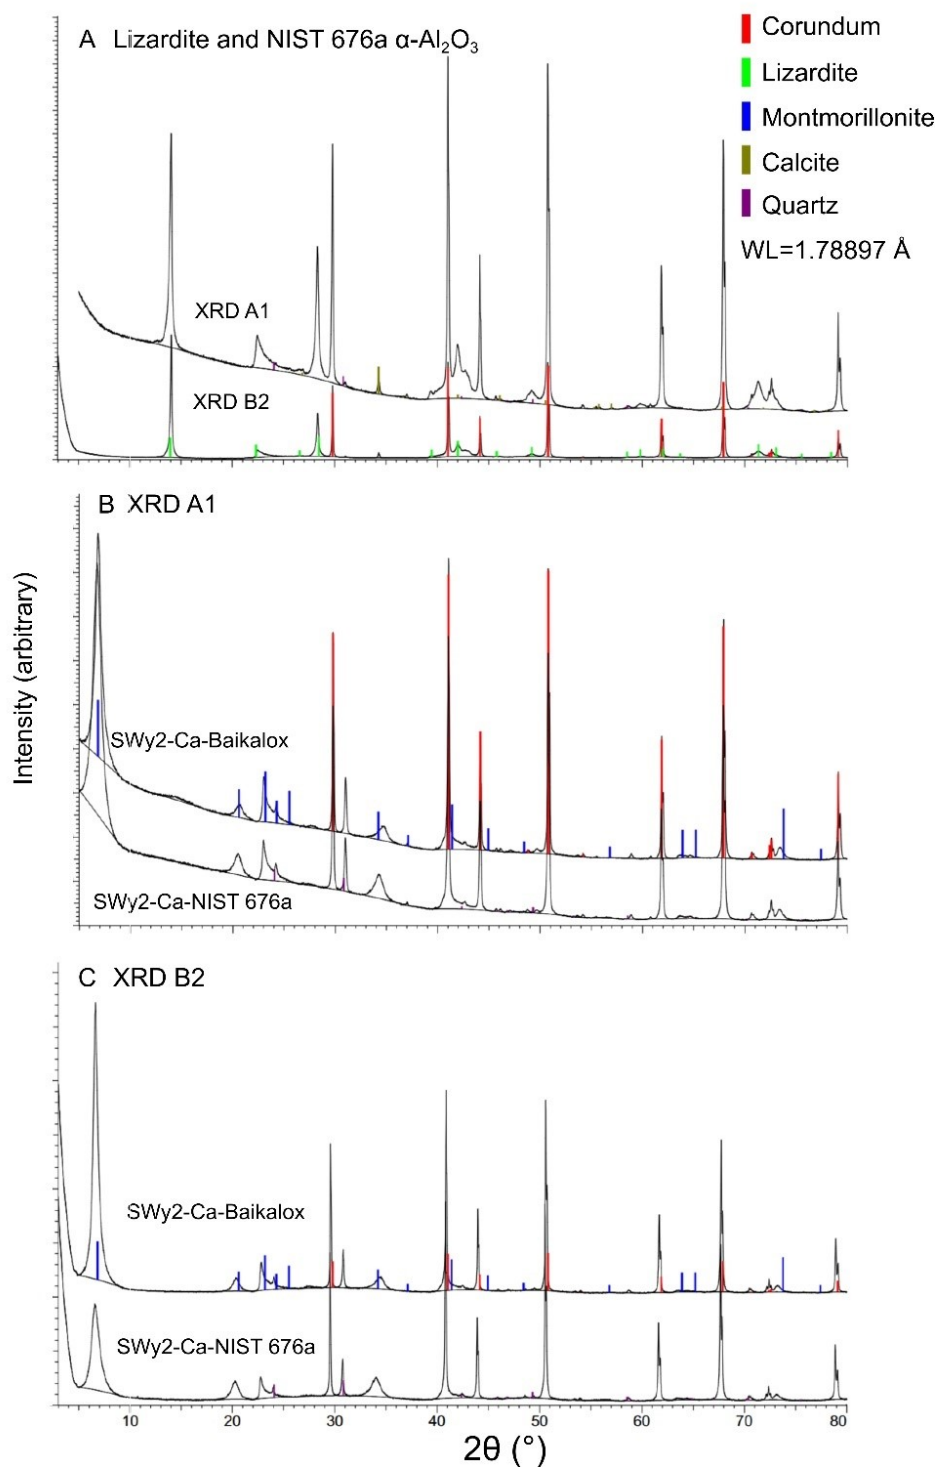 A Lizardite and NIST 676a α-Al₂O₃
Corundum
Lizardite
Montmorillonite
Calcite
Quartz
WL=1.78897 Å
XRD A1
XRD B2
B XRD A1
SWy2-Ca-Baikalox
SWy2-Ca-NIST 676a
Intensity (arbitrary)
C XRD B2
SWy2-Ca-Baikalox
SWy2-Ca-NIST 676a
10 20 30 40 50 60 70 80
2θ (°)